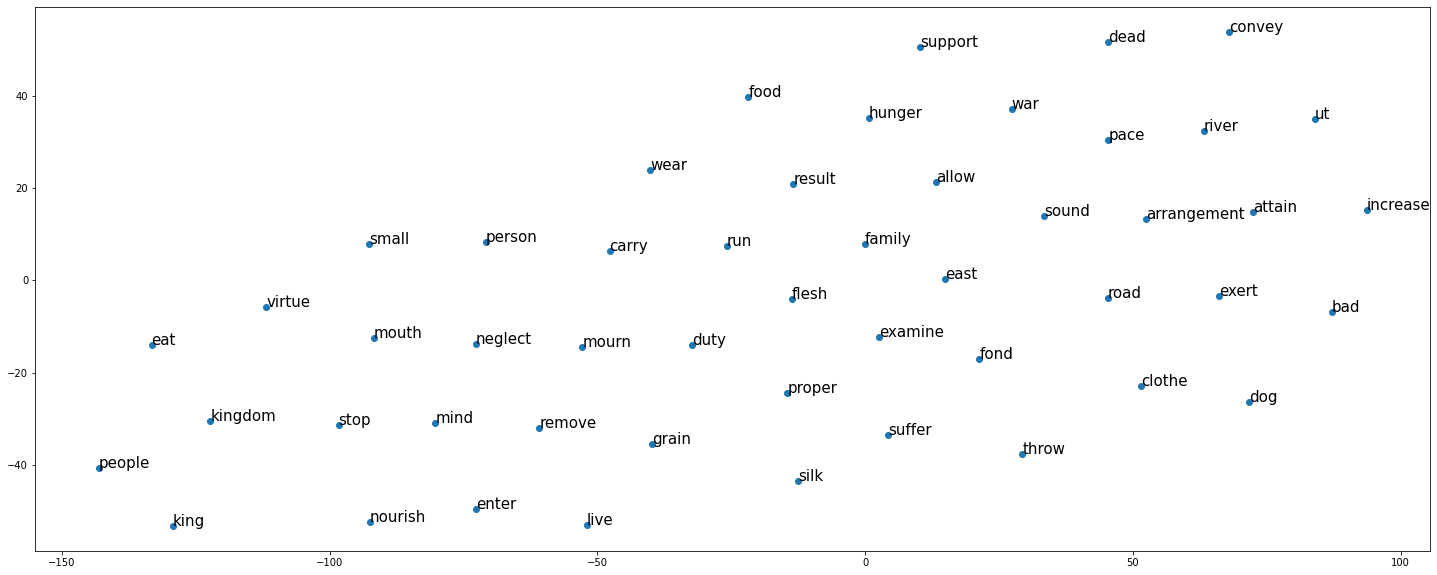 convey
dead
support
40
food
war
hunger
ut
river
pace
wear
result
allow
20
increase
attain
arrangement
sound
small
person
carry
run
family
0
east
flesh
road
exert
virtue
bad
eat
mouth
neglect
mourn
duty
examine
fond
−20
proper
clothe
dog
kingdom
stop
mind
remove
grain
suffer
throw
−40
people
silk
king
nourish
enter
live
−150
−100
−50
0
50
100